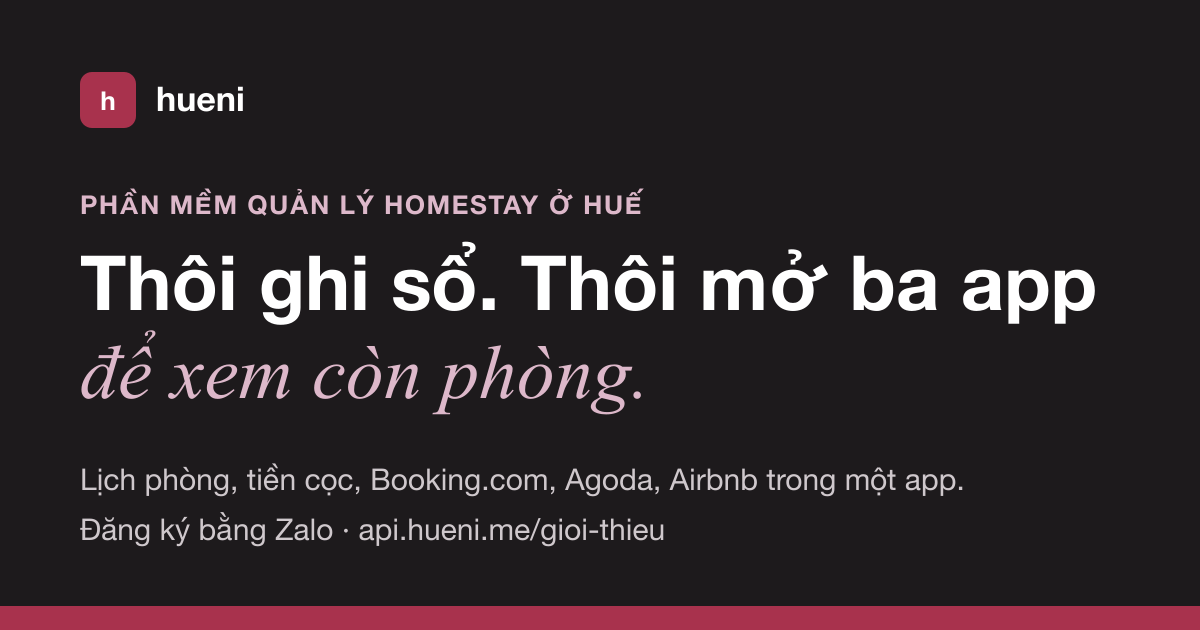 h hueni
PHẦN MỀM QUẢN LÝ HOMESTAY Ở HUẾ
Thôi ghi sổ. Thôi mở ba app
để xem còn phòng.
Lịch phòng, tiền cọc, Booking.com, Agoda, Airbnb trong một app.
Đăng ký bằng Zalo · api.hueni.me/gioi-thieu